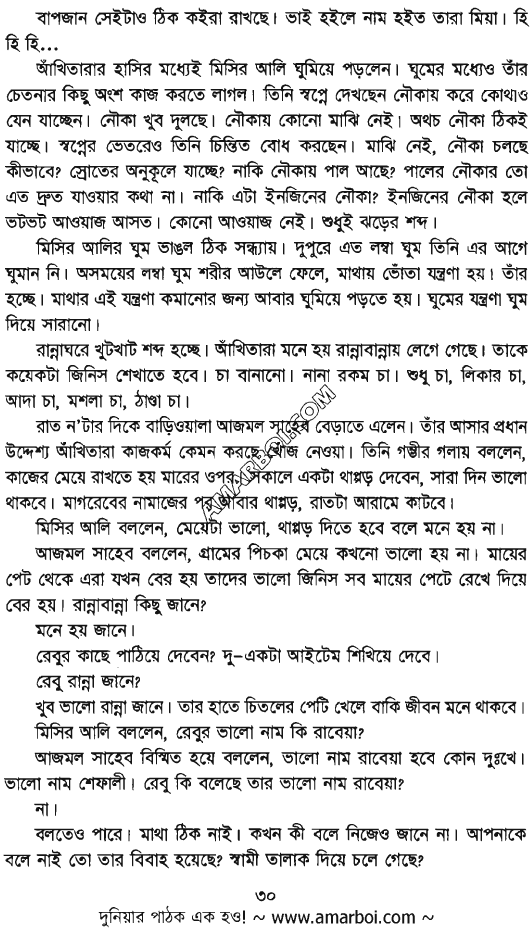 বাপজান সেইটাও ঠিক কইরা রাখছে। ভাই হইলে নাম হইত তারা মিয়া। হি
হি হি...
আঁখিতারার হাসির মধ্যেই মিসির আলি ঘুমিয়ে পড়লেন। ঘুমের মধ্যেও তাঁর
চেতনার কিছু অংশ কাজ করতে লাগল। তিনি স্বপ্নে দেখছেন নৌকায় করে কোথাও
যেন যাচ্ছেন। নৌকা খুব দুলছে। নৌকায় কোনো মাঝি নেই। অথচ নৌকা ঠিকই
যাচ্ছে। স্বপ্নের ভেতরেও তিনি চিন্তিত বোধ করছেন। মাঝি নেই, নৌকা চলছে
কীভাবে? স্রোতের অনুকূলে যাচ্ছে? নাকি নৌকায় পাল আছে? পালের নৌকার তো
এত দ্রুত যাওয়ার কথা না। নাকি এটা ইনজিনের নৌকা? ইনজিনের নৌকা হলে
ভটভট আওয়াজ আসত। কোনো আওয়াজ নেই। শুধুই ঝড়ের শব্দ।
মিসির আলির ঘুম ভাঙল ঠিক সন্ধ্যায়। দুপুরে এত লম্বা ঘুম তিনি এর আগে
ঘুমান নি। অসময়ের লম্বা ঘুম শরীর আউলে ফেলে, মাথায় ভোঁতা যন্ত্রণা হয়। তাঁর
হচ্ছে। মাথার এই যন্ত্রণা কমানোর জন্য আবার ঘুমিয়ে পড়তে হয়। ঘুমের যন্ত্রণা ঘুম
দিয়ে সারানো।
রান্নাঘরে খুটখাট শব্দ হচ্ছে। আঁখিতারা মনে হয় রান্নাবান্নায় লেগে গেছে। তাকে
কয়েকটা জিনিস শেখাতে হবে। চা বানানো। নানা রকম চা। শুধু চা, লিকার চা,
আদা চা, মশলা চা, ঠাণ্ডা চা।
রাত ন'টার দিকে বাড়িওয়ালা আজমল সাহেব বেড়াতে এলেন। তাঁর আসার প্রধান
উদ্দেশ্য আঁখিতারা কাজকর্ম কেমন করছে খোঁজ নেওয়া। তিনি গম্ভীর গলায় বললেন,
কাজের মেয়ে রাখতে হয় মারের ওপর। সকালে একটা থাপ্পড় দেবেন, সারা দিন ভালো
থাকবে। মাগরেবের নামাজের পর আবার থাপ্পড়, রাতটা আরামে কাটবে।
মিসির আলি বললেন, মেয়েটা ভালো, থাপ্পড় দিতে হবে বলে মনে হয় না।
আজমল সাহেব বললেন, গ্রামের পিচকা মেয়ে কখনো ভালো হয় না। মায়ের
পেট থেকে এরা যখন বের হয় তাদের ভালো জিনিস সব মায়ের পেটে রেখে দিয়ে
বের হয়। রান্নাবান্না কিছু জানে?
মনে হয় জানে।
রেবুর কাছে পাঠিয়ে দেবেন? দু-একটা আইটেম শিখিয়ে দেবে।
রেবু রান্না জানে?
খুব ভালো রান্না জানে। তার হাতে চিতলের পেটি খেলে বাকি জীবন মনে থাকবে।
মিসির আলি বললেন, রেবুর ভালো নাম কি রাবেয়া?
আজমল সাহেব বিস্মিত হয়ে বললেন, ভালো নাম রাবেয়া হবে কোন দুঃখে।
ভালো নাম শেফালী। রেবু কি বলেছে তার ভালো নাম রাবেয়া?
না।
বলতেও পারে। মাথা ঠিক নাই। কখন কী বলে নিজেও জানে না। আপনাকে
বলে নাই তো তার বিবাহ হয়েছে? স্বামী তালাক দিয়ে চলে গেছে?
৩০
দুনিয়ার পাঠক এক হও! ~ www.amarboi.com ~
AMARBOI.COM